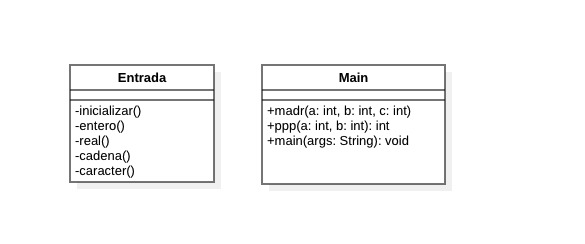 Entrada
-inicializar()
-entero()
-real()
-cadena()
-caracter()
Main
+madr(a: int, b: int, c: int)
+ppp(a: int, b: int): int
+main(args: String): void